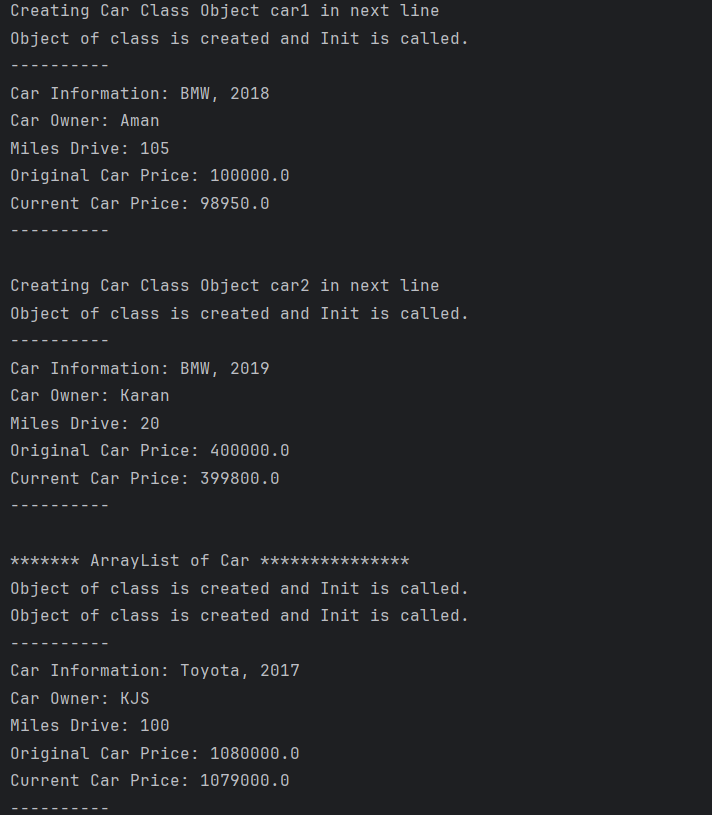 Creating Car Class Object car1 in next line
Object of class is created and Init is called.
----------
Car Information: BMW, 2018
Car Owner: Aman
Miles Drive: 105
Original Car Price: 100000.0
Current Car Price: 98950.0
----------
Creating Car Class Object car2 in next line
Object of class is created and Init is called.
----------
Car Information: BMW, 2019
Car Owner: Karan
Miles Drive: 20
Original Car Price: 400000.0
Current Car Price: 399800.0
----------
******* ArrayList of Car ***************
Object of class is created and Init is called.
Object of class is created and Init is called.
----------
Car Information: Toyota, 2017
Car Owner: KJS
Miles Drive: 100
Original Car Price: 1080000.0
Current Car Price: 1079000.0
----------